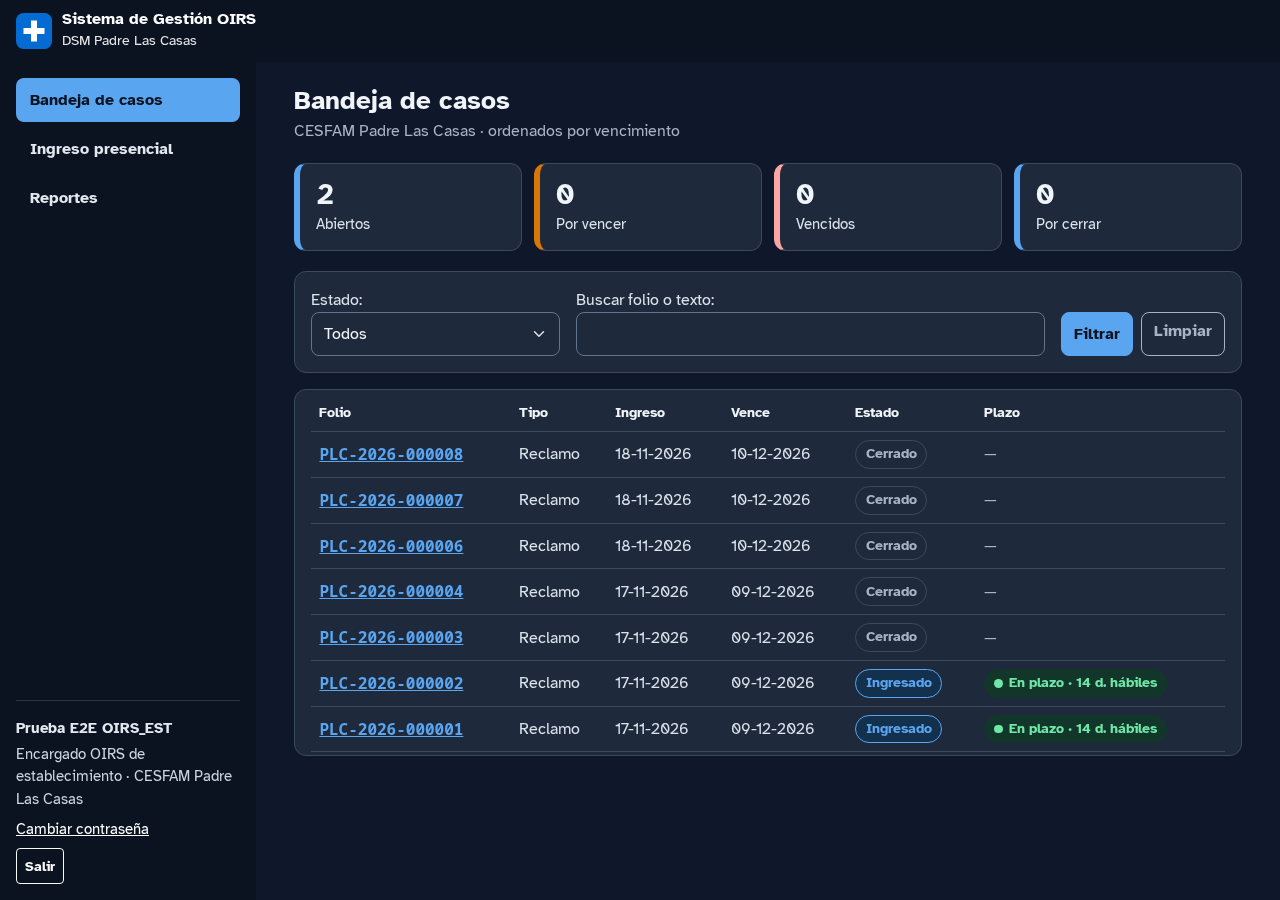 Sistema de Gestión OIRS
DSM Padre Las Casas
Bandeja de casos
Ingreso presencial
Reportes
Prueba E2E OIRS_EST
Encargado OIRS de
establecimiento · CESFAM Padre
Las Casas
Cambiar contraseña
Salir
Bandeja de casos
CESFAM Padre Las Casas · ordenados por vencimiento
2
Abiertos
0
Por vencer
0
Vencidos
0
Por cerrar
Estado:
Todos
Buscar folio o texto:
Filtrar
Limpiar
Folio Tipo Ingreso Vence Estado Plazo
PLC-2026-000008 Reclamo 18-11-2026 10-12-2026 Cerrado —
PLC-2026-000007 Reclamo 18-11-2026 10-12-2026 Cerrado —
PLC-2026-000006 Reclamo 18-11-2026 10-12-2026 Cerrado —
PLC-2026-000004 Reclamo 17-11-2026 09-12-2026 Cerrado —
PLC-2026-000003 Reclamo 17-11-2026 09-12-2026 Cerrado —
PLC-2026-000002 Reclamo 17-11-2026 09-12-2026 Ingresado En plazo · 14 d. hábiles
PLC-2026-000001 Reclamo 17-11-2026 09-12-2026 Ingresado En plazo · 14 d. hábiles